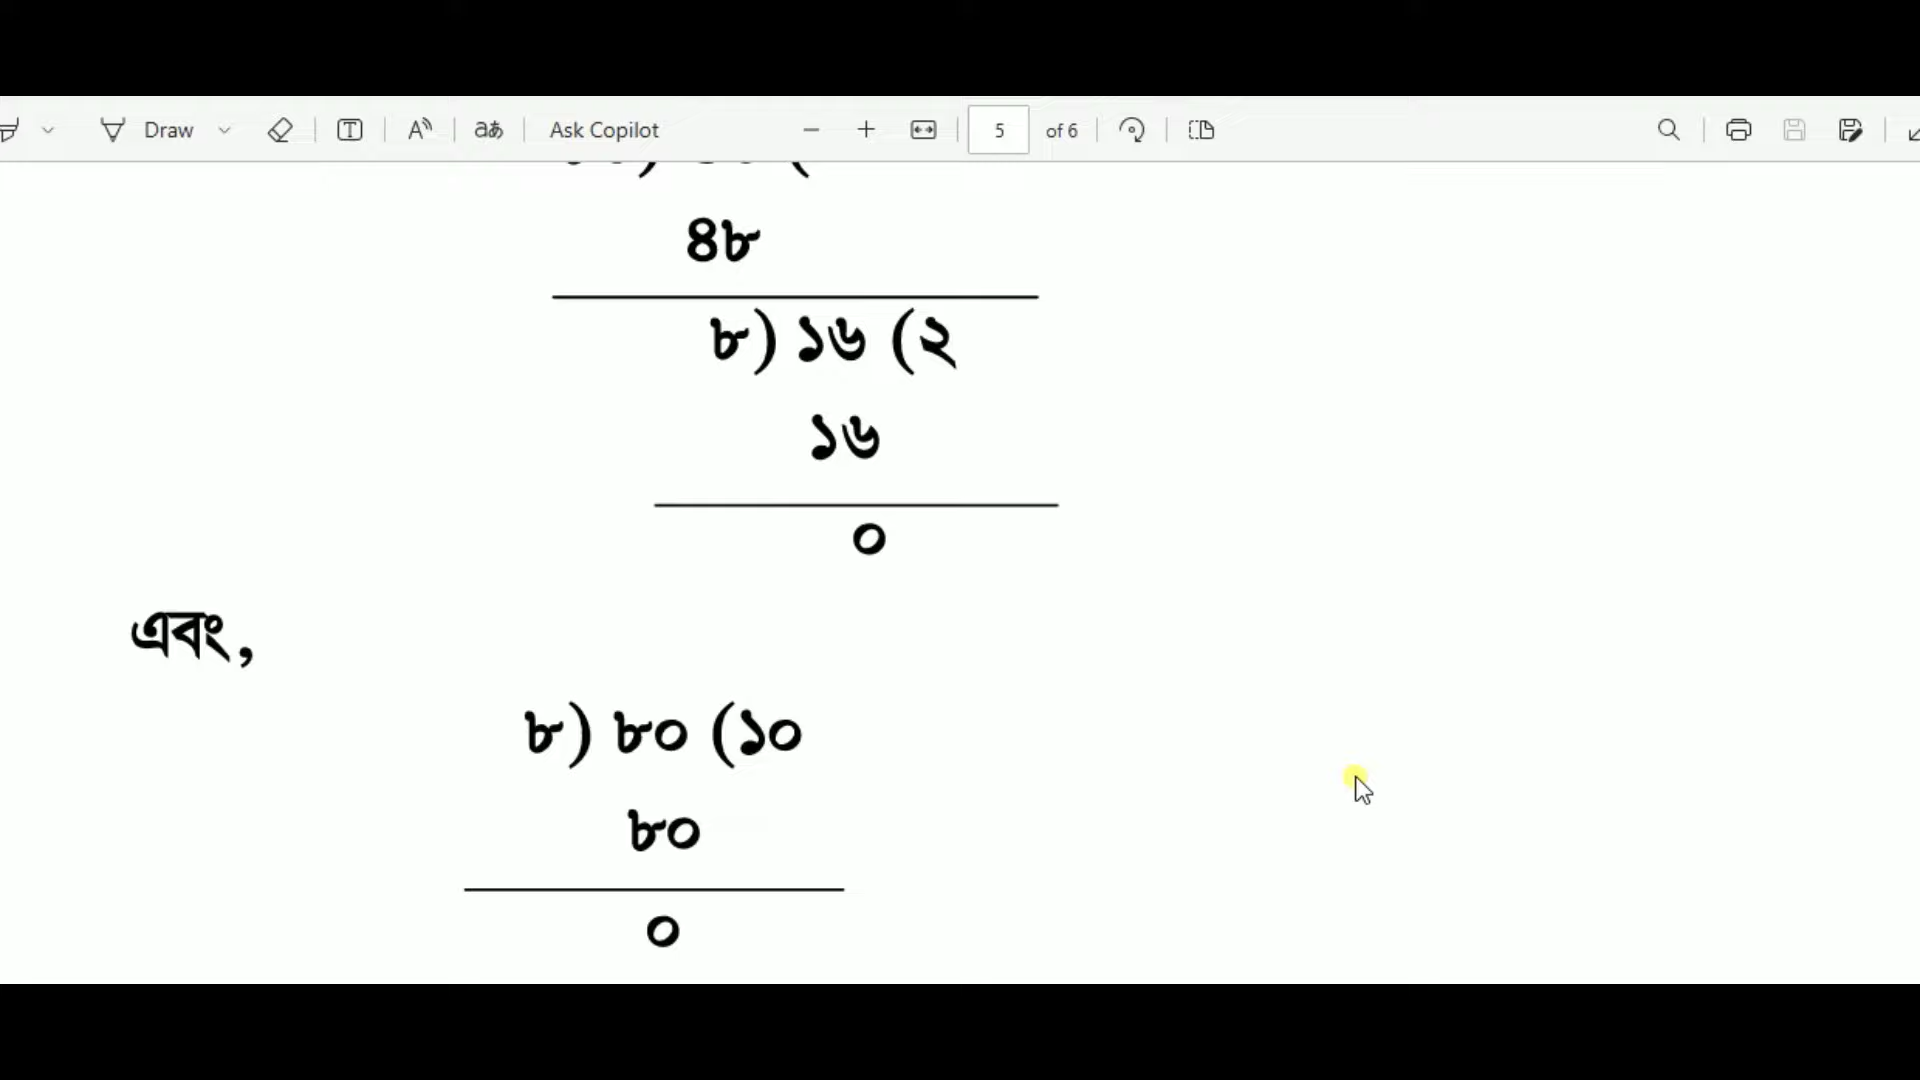 Draw Ask Copilot 5 of 6
৪৮
৮) ১৬ (২
১৬
০
এবং,
৮) ৮০ (১০
৮০
০